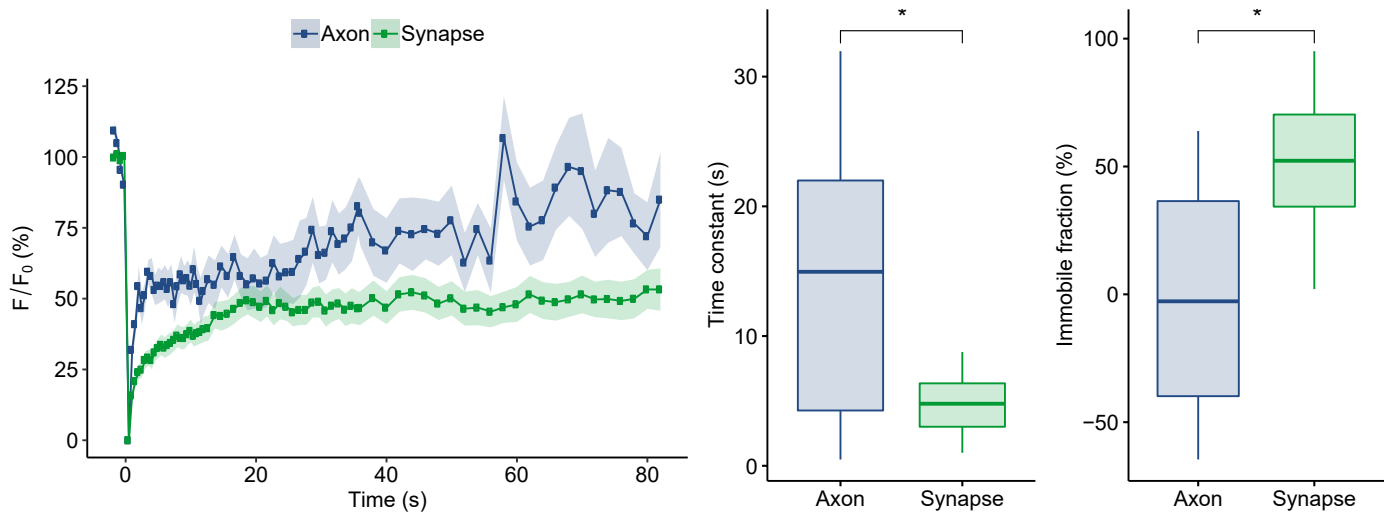 Axon Synapse
F / F0 (%)
125
100
75
50
25
0
0 20 40 60 80
Time (s)
*
Time constant (s)
30
20
10
0
Axon Synapse
*
Immobile fraction (%)
100
50
0
−50
Axon Synapse